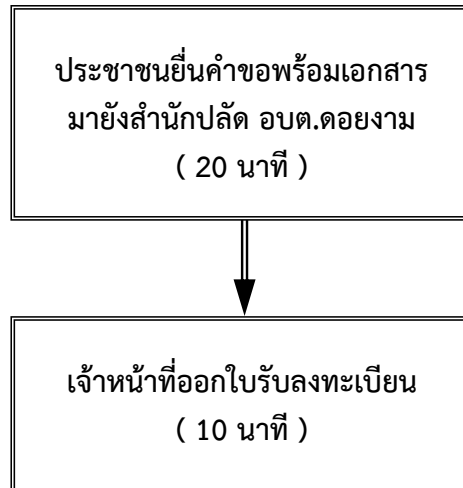 ประชาชนยื่นคำขอพร้อมเอกสาร
มายังสำนักปลัด อบต.ดอยงาม
( 20 นาที )
เจ้าหน้าที่ออกใบรับลงทะเบียน
( 10 นาที )